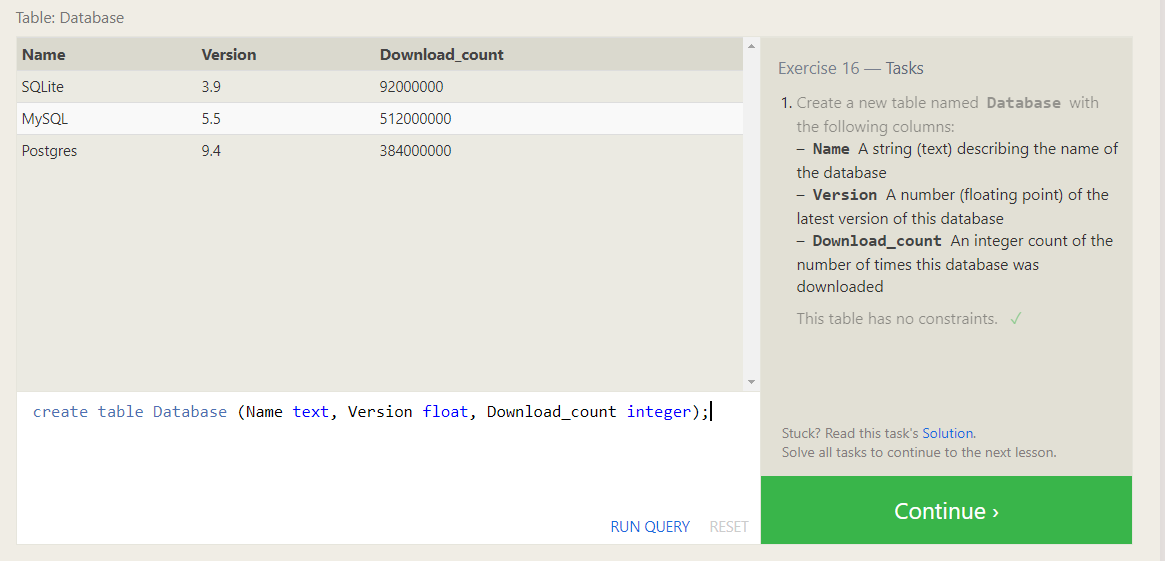 Table: Database
Name Version Download_count
SQLite 3.9 92000000
MySQL 5.5 512000000
Postgres 9.4 384000000
create table Database (Name text, Version float, Download_count integer);
RUN QUERY RESET
Exercise 16 — Tasks
1. Create a new table named Database with
the following columns:
– Name A string (text) describing the name of
the database
– Version A number (floating point) of the
latest version of this database
– Download_count An integer count of the
number of times this database was
downloaded
This table has no constraints. ✓
Stuck? Read this task's Solution.
Solve all tasks to continue to the next lesson.
Continue ›